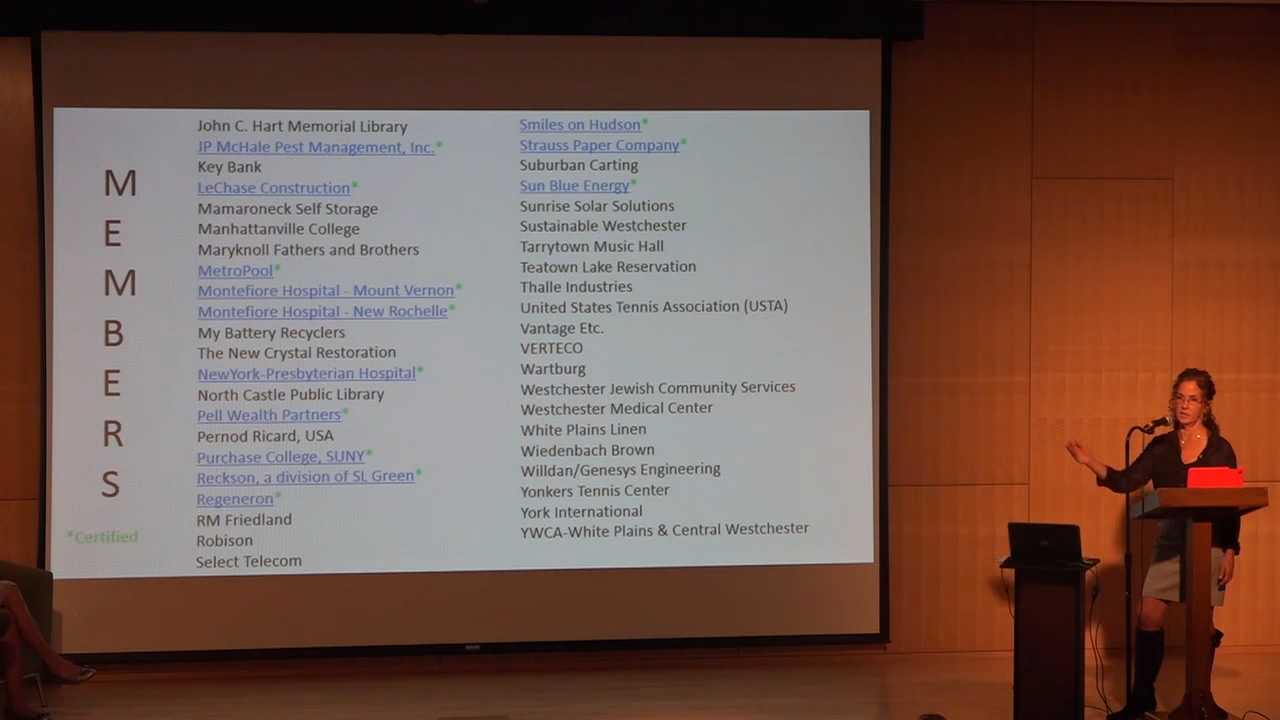 M
E
M
B
E
R
S
*Certified
John C. Hart Memorial Library
JP McHale Pest Management, Inc.*
Key Bank
LeChase Construction*
Mamaroneck Self Storage
Manhattanville College
Maryknoll Fathers and Brothers
MetroPool*
Montefiore Hospital - Mount Vernon*
Montefiore Hospital - New Rochelle*
My Battery Recyclers
The New Crystal Restoration
NewYork-Presbyterian Hospital*
North Castle Public Library
Pell Wealth Partners*
Pernod Ricard, USA
Purchase College, SUNY*
Reckson, a division of SL Green*
Regeneron*
RM Friedland
Robison
Select Telecom
Smiles on Hudson*
Strauss Paper Company*
Suburban Carting
Sun Blue Energy*
Sunrise Solar Solutions
Sustainable Westchester
Tarrytown Music Hall
Teatown Lake Reservation
Thalle Industries
United States Tennis Association (USTA)
Vantage Etc.
VERTECO
Wartburg
Westchester Jewish Community Services
Westchester Medical Center
White Plains Linen
Wiedenbach Brown
Willdan/Genesys Engineering
Yonkers Tennis Center
York International
YWCA-White Plains & Central Westchester